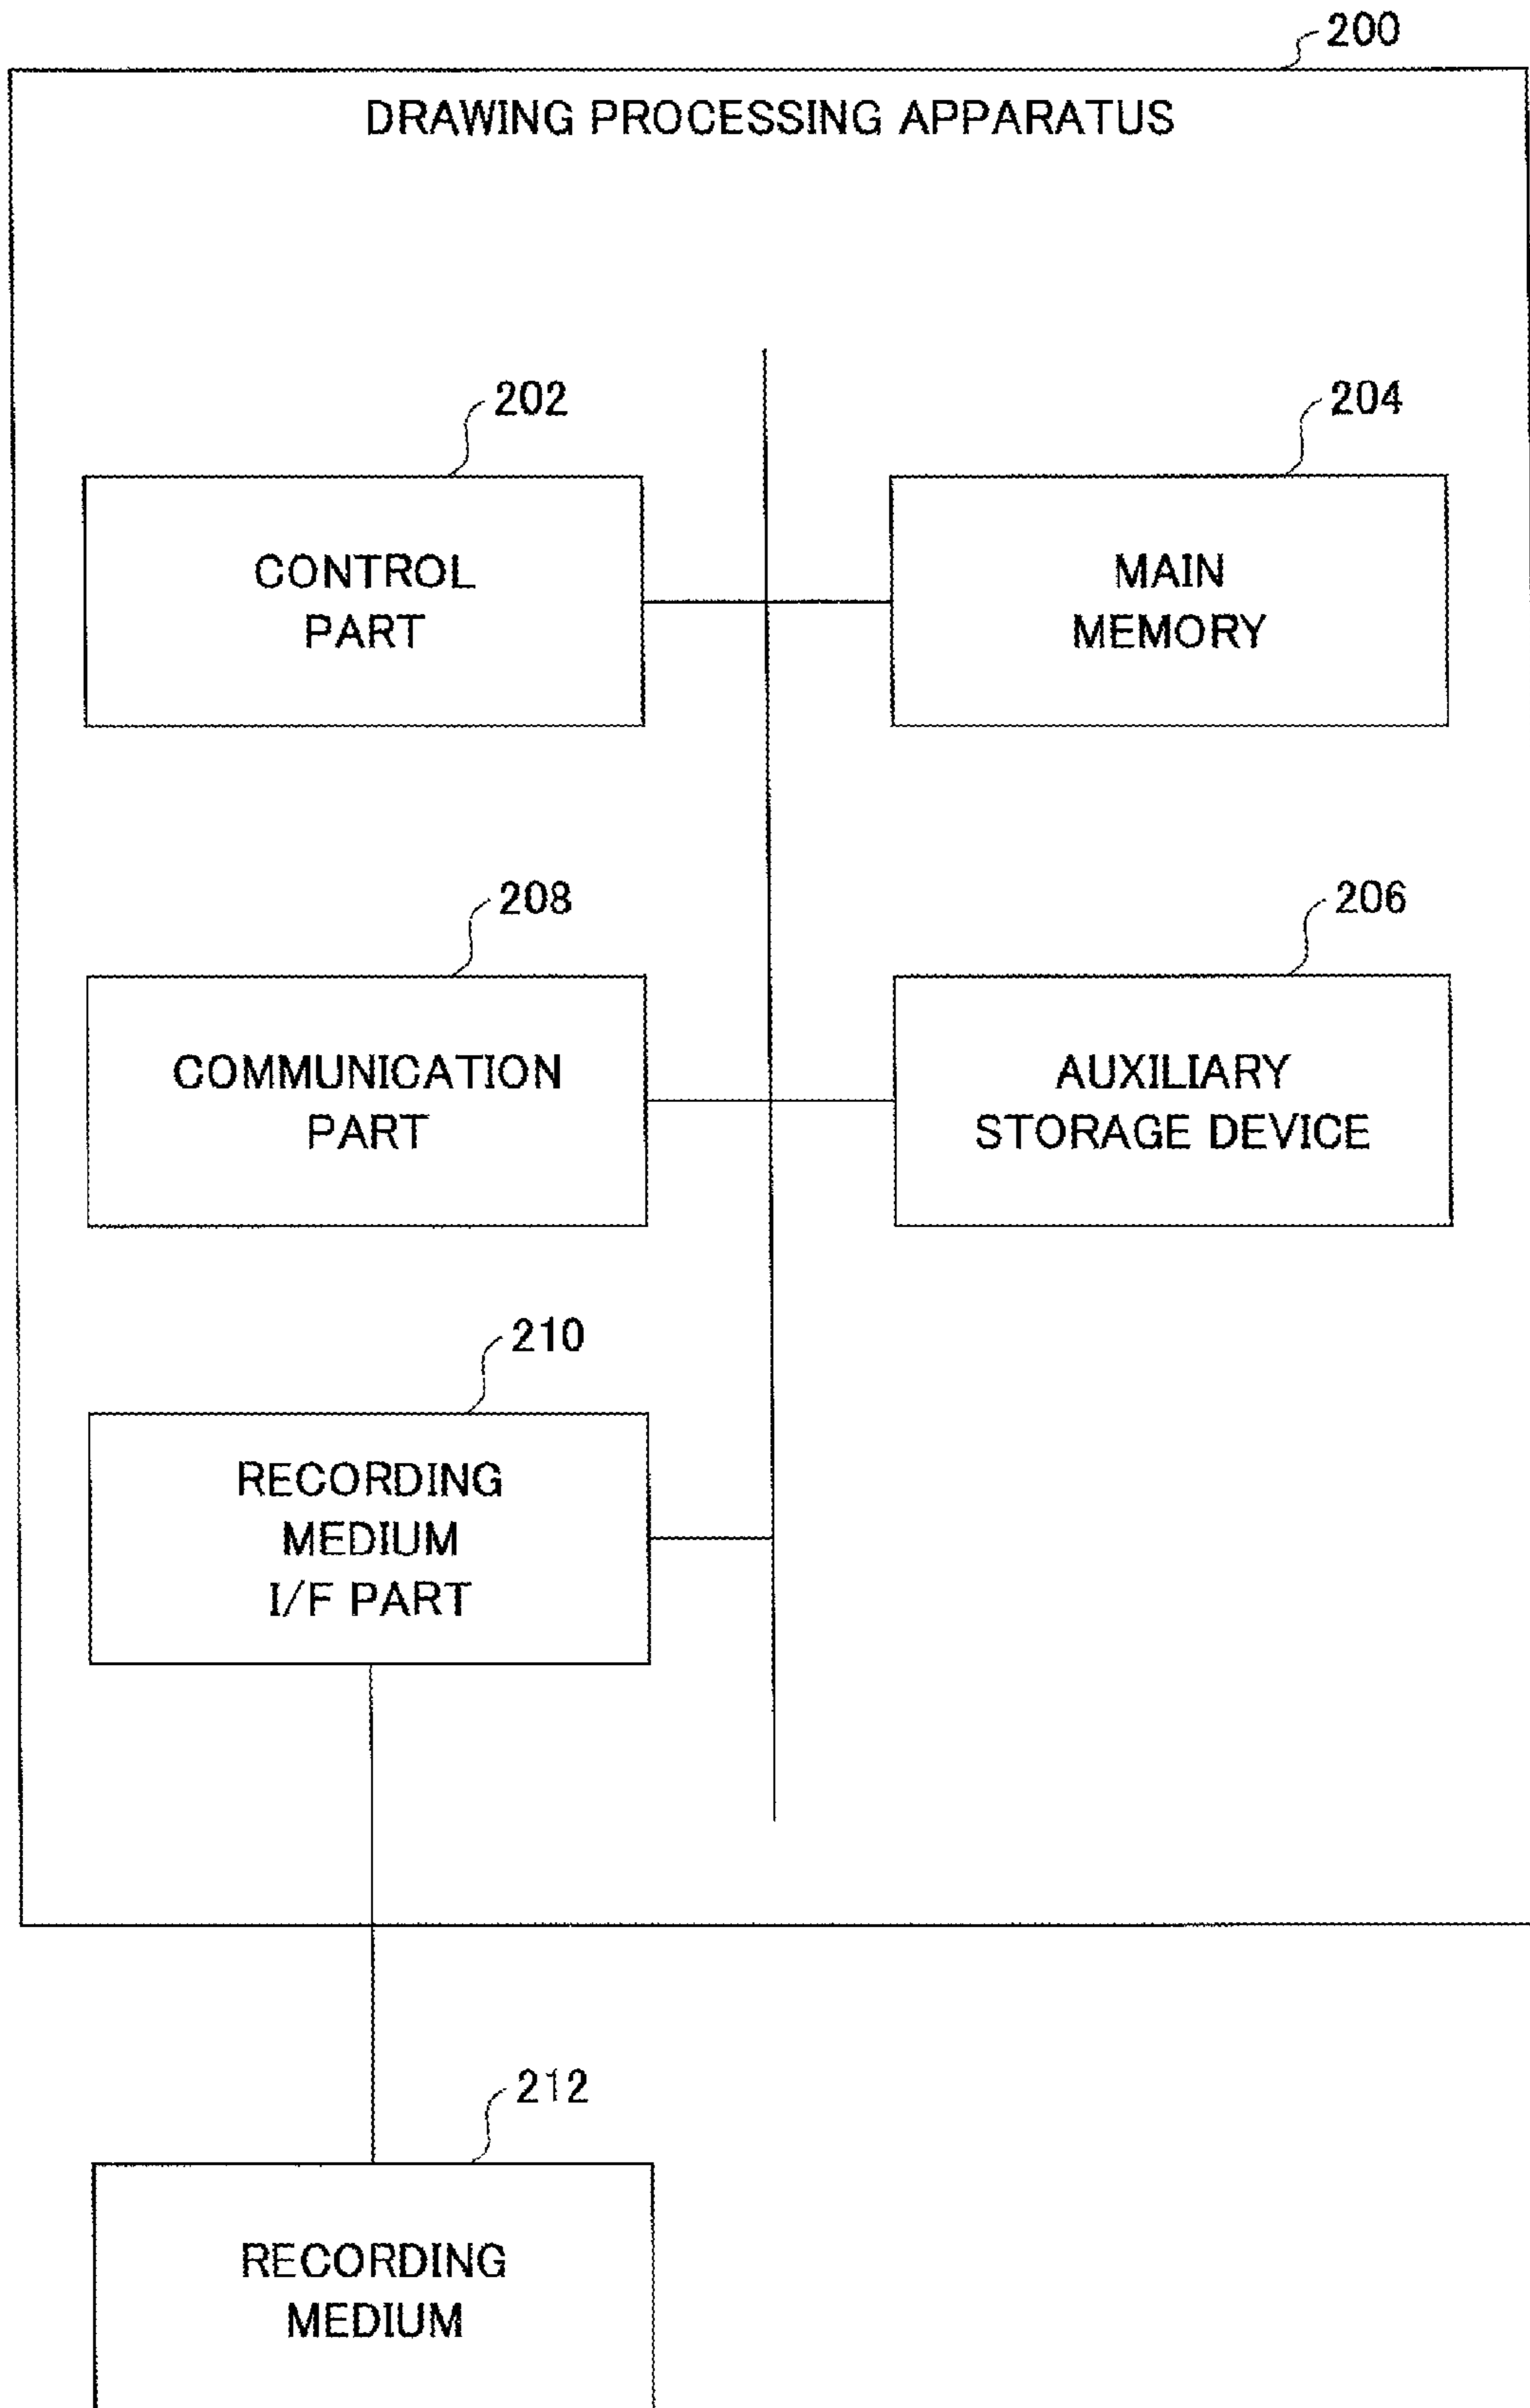 200
DRAWING PROCESSING APPARATUS
202
204
CONTROL
PART
MAIN
MEMORY
208
206
COMMUNICATION
PART
AUXILIARY
STORAGE DEVICE
210
RECORDING
MEDIUM
I/F PART
212
RECORDING
MEDIUM